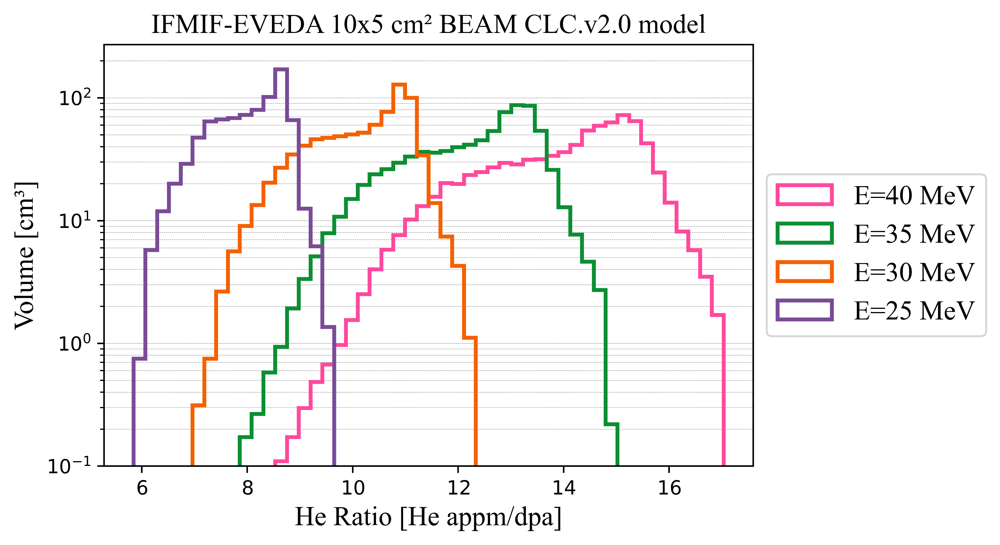 IFMIF-EVEDA 10x5 cm² BEAM CLC.v2.0 model
Volume [cm³]
10²
10¹
10⁰
10⁻¹
6 8 10 12 14 16
He Ratio [He appm/dpa]
E=40 MeV
E=35 MeV
E=30 MeV
E=25 MeV